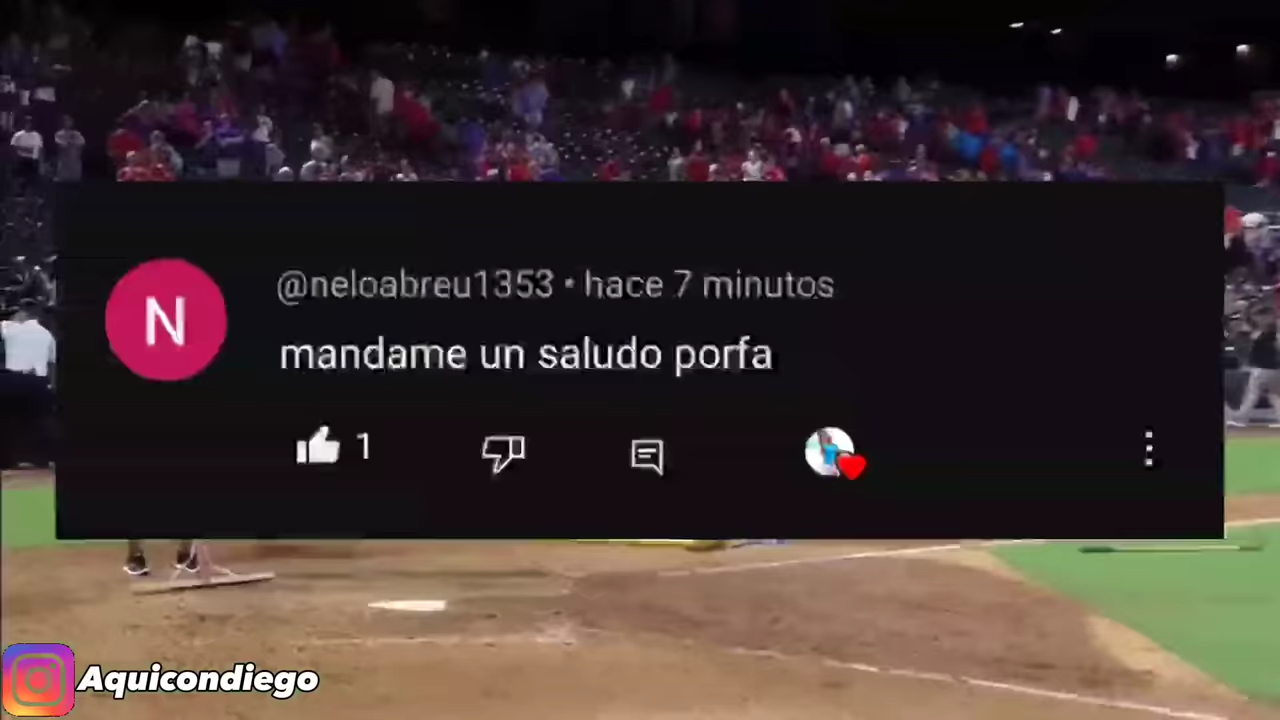 N
@neloabreu1353 • hace 7 minutos
mandame un saludo porfa
1
Aquicondiego